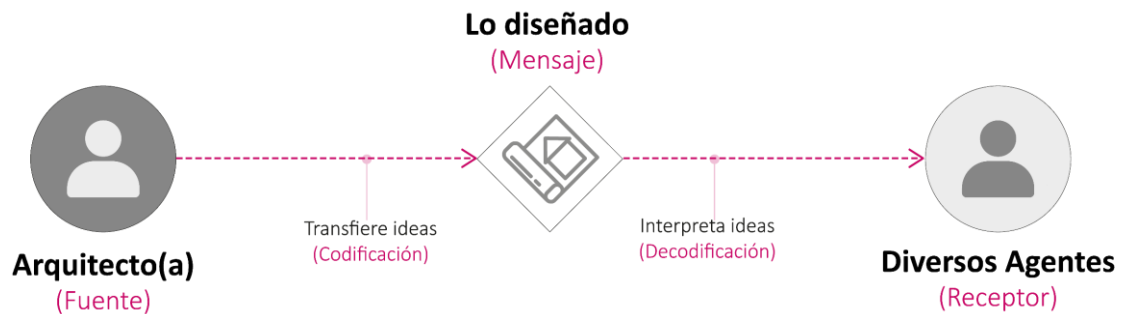 Lo diseñado
(Mensaje)
Transfiere ideas
(Codificación)
Interpreta ideas
(Decodificación)
Arquitecto(a)
(Fuente)
Diversos Agentes
(Receptor)